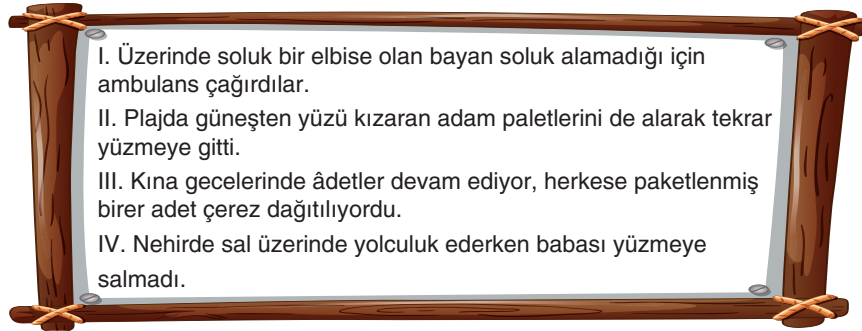 I. Üzerinde soluk bir elbise olan bayan soluk alamadığı için
ambulans çağırdılar.
II. Plajda güneşten yüzü kızaran adam paletlerini de alarak tekrar
yüzmeye gitti.
III. Kına gecelerinde âdetler devam ediyor, herkese paketlenmiş
birer adet çerez dağıtılıyordu.
IV. Nehirde sal üzerinde yolculuk ederken babası yüzmeye
salmadı.